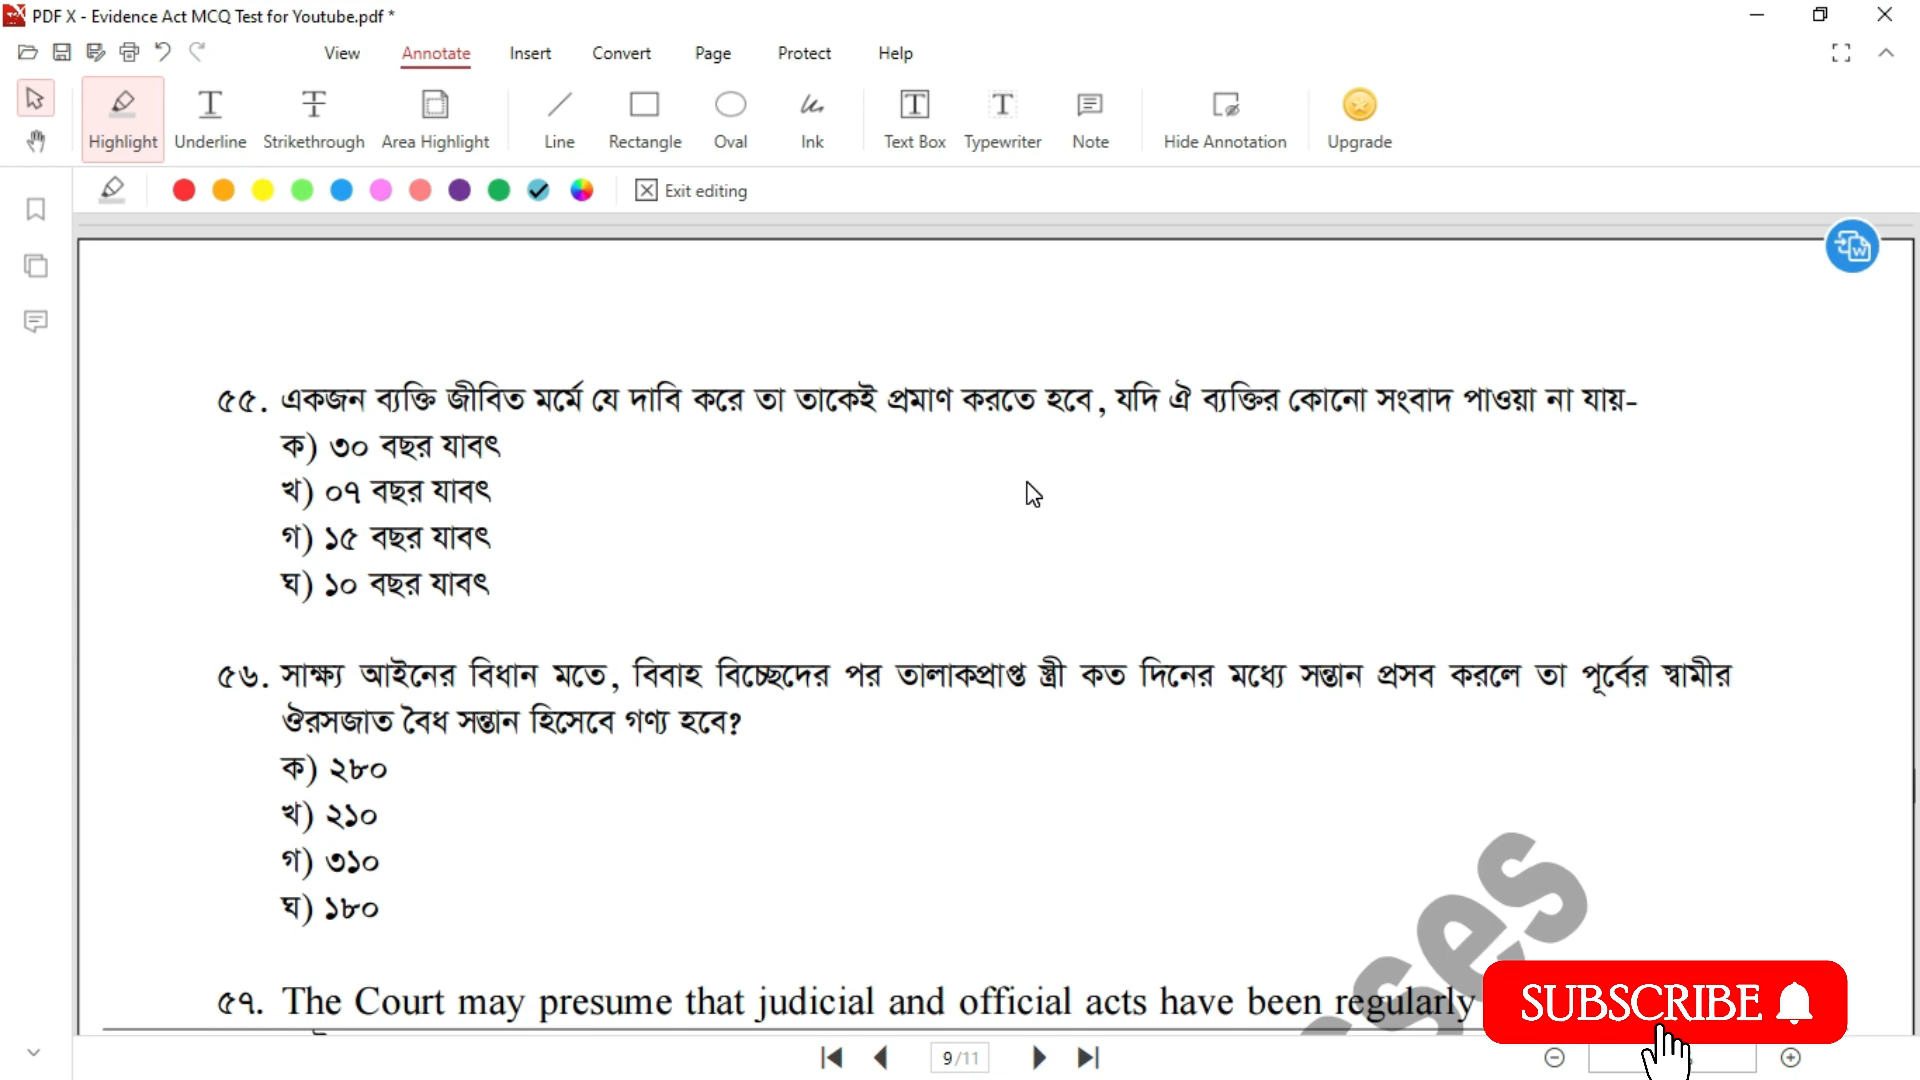 PDF X - Evidence Act MCQ Test for Youtube.pdf *
View Annotate Insert Convert Page Protect Help
Highlight Underline Strikethrough Area Highlight Line Rectangle Oval Ink Text Box Typewriter Note Hide Annotation Upgrade
Exit editing
৫৫. একজন ব্যক্তি জীবিত মর্মে যে দাবি করে তা তাকেই প্রমাণ করতে হবে, যদি ঐ ব্যক্তির কোনো সংবাদ পাওয়া না যায়-
ক) ৩০ বছর যাবৎ
খ) ০৭ বছর যাবৎ
গ) ১৫ বছর যাবৎ
ঘ) ১০ বছর যাবৎ
৫৬. সাক্ষ্য আইনের বিধান মতে, বিবাহ বিচ্ছেদের পর তালাকপ্রাপ্ত স্ত্রী কত দিনের মধ্যে সন্তান প্রসব করলে তা পূর্বের স্বামীর
ঔরসজাত বৈধ সন্তান হিসেবে গণ্য হবে?
ক) ২৮০
খ) ২১০
গ) ৩১০
ঘ) ১৮০
৫৭. The Court may presume that judicial and official acts have been regularly
SUBSCRIBE
9/11